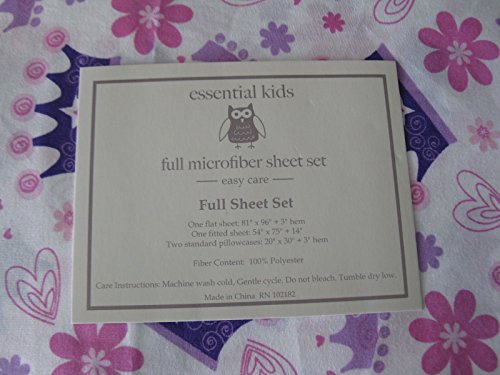 essential kids
full microfiber sheet set
easy care
Full Sheet Set
One flat sheet: 81" x 96" + 3" hem
One fitted sheet: 54" x 75" + 14"
Two standard pillowcases: 20" x 30" + 3" hem
Fiber Content: 100% Polyester
Care Instructions: Machine wash cold, Gentle cycle. Do not bleach. Tumble dry low.
Made in China RN 102182